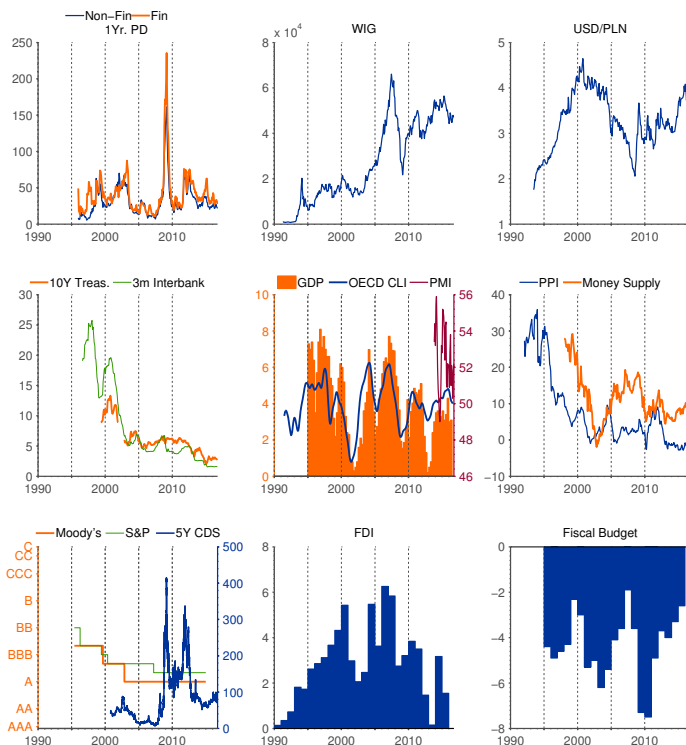 Non−Fin Fin
1Yr. PD
250
200
150
100
50
0
1990 2000 2010
x 10^4
WIG
8
6
4
2
0
1990 2000 2010
USD/PLN
5
4
3
2
1
1990 2000 2010
10Y Treas. 3m Interbank
30
25
20
15
10
5
0
1990 2000 2010
GDP OECD CLI PMI
10 56
8 54
6 52
4 50
2 48
0 46
1990 2000 2010
PPI Money Supply
40
30
20
10
0
−10
1990 2000 2010
Moody's S&P 5Y CDS
C 500
CC
CCC 400
B 300
BB
BBB 200
A 100
AA
AAA 0
1990 2000 2010
FDI
8
6
4
2
0
1990 2000 2010
Fiscal Budget
0
−2
−4
−6
−8
1990 2000 2010